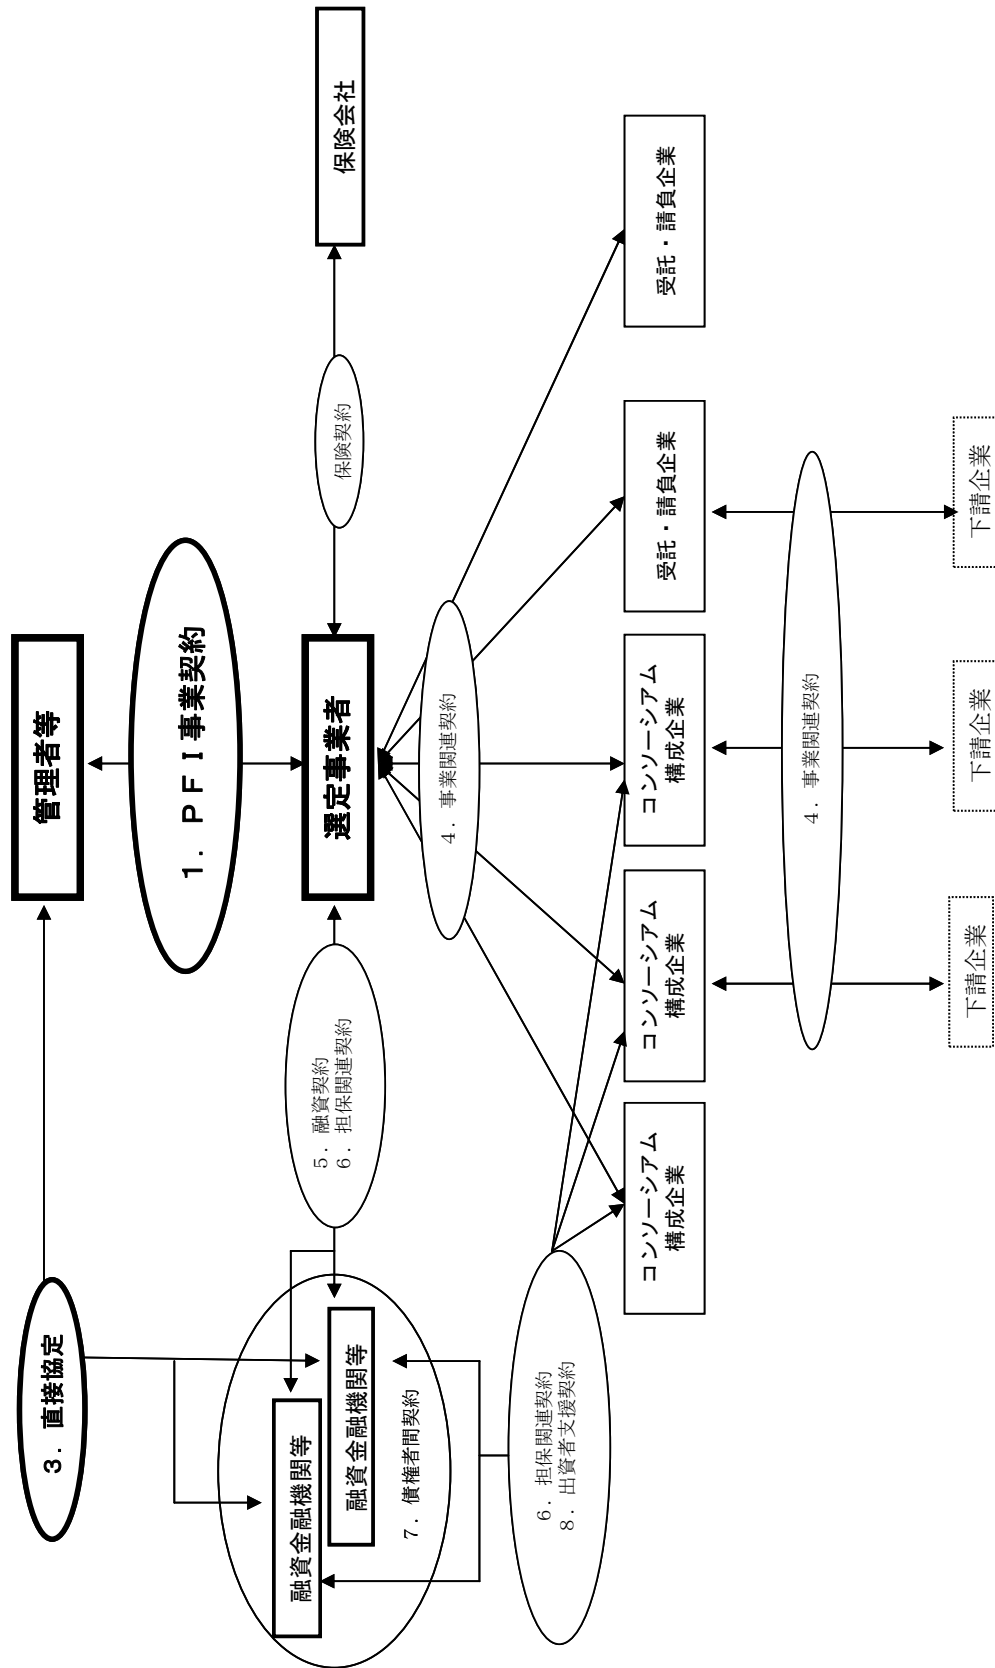 ３．直接協定
管理者等
１．ＰＦＩ事業契約
融資金融機関等
融資金融機関等
７．債権者間契約
５．融資契約
６．担保関連契約
選定事業者
保険契約
保険会社
６．担保関連契約
８．出資者支援契約
４．事業関連契約
コンソーシアム
構成企業
コンソーシアム
構成企業
コンソーシアム
構成企業
受託・請負企業
受託・請負企業
４．事業関連契約
下請企業
下請企業
下請企業